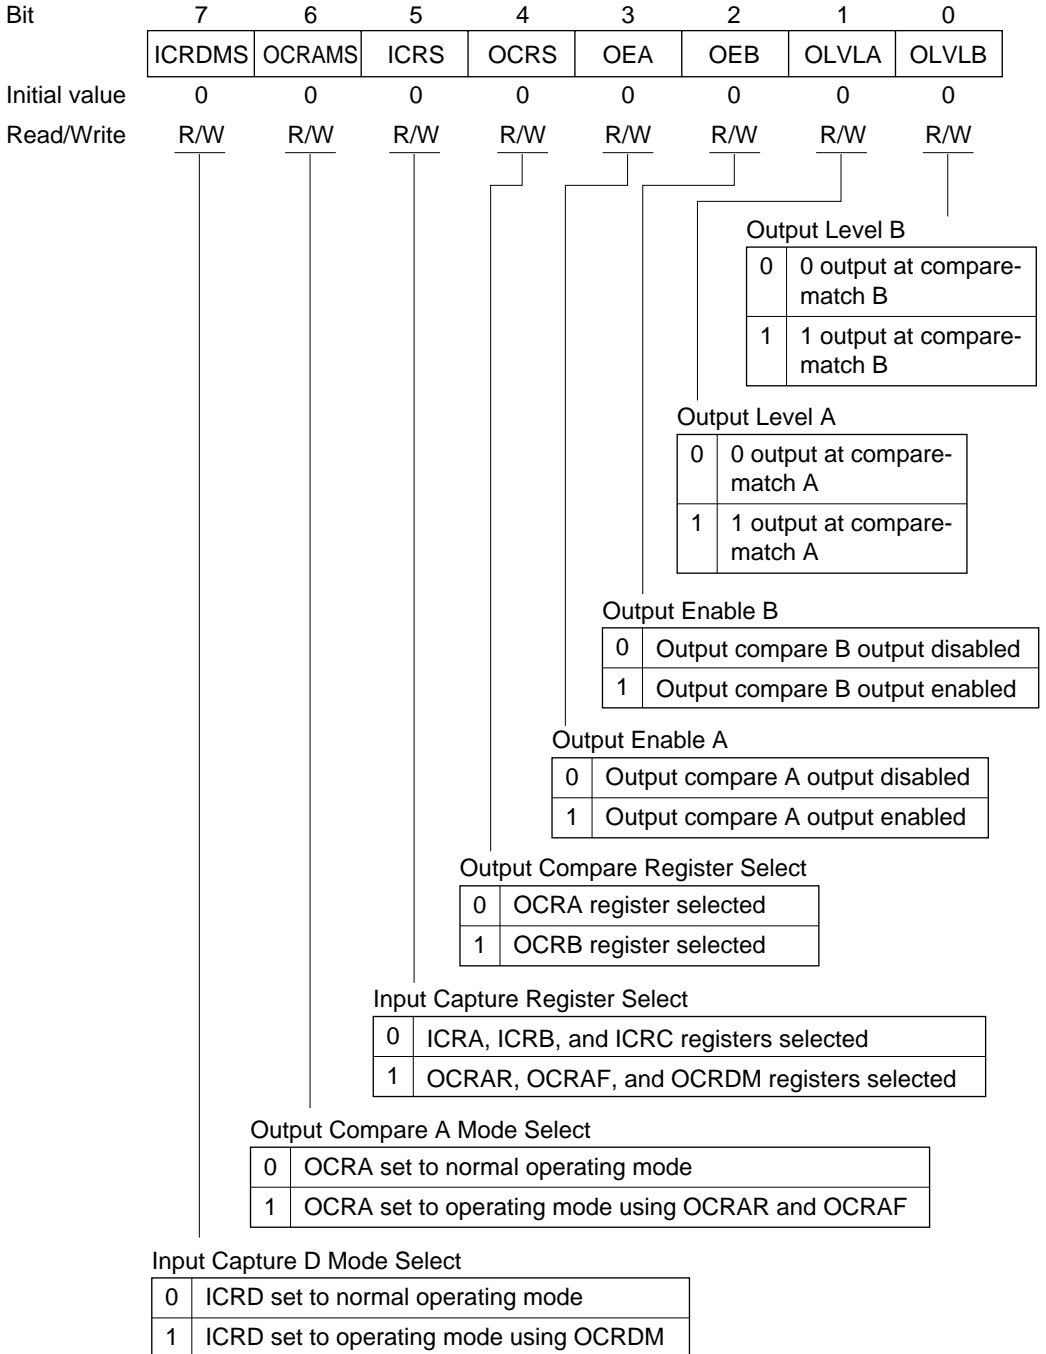 Bit 7 6 5 4 3 2 1 0
ICRDMS OCRAMS ICRS OCRS OEA OEB OLVLA OLVLB
Initial value 0 0 0 0 0 0 0 0
Read/Write R/W R/W R/W R/W R/W R/W R/W R/W
Output Level B
0 0 output at compare-
match B
1 1 output at compare-
match B
Output Level A
0 0 output at compare-
match A
1 1 output at compare-
match A
Output Enable B
0 Output compare B output disabled
1 Output compare B output enabled
Output Enable A
0 Output compare A output disabled
1 Output compare A output enabled
Output Compare Register Select
0 OCRA register selected
1 OCRB register selected
Input Capture Register Select
0 ICRA, ICRB, and ICRC registers selected
1 OCRAR, OCRAF, and OCRDM registers selected
Output Compare A Mode Select
0 OCRA set to normal operating mode
1 OCRA set to operating mode using OCRAR and OCRAF
Input Capture D Mode Select
0 ICRD set to normal operating mode
1 ICRD set to operating mode using OCRDM